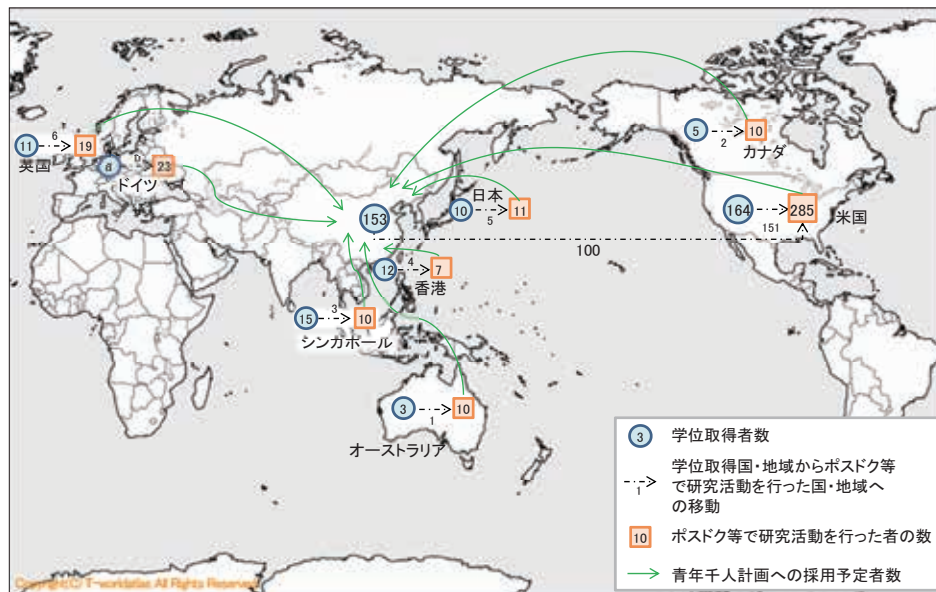 11
6
19
英国
8
23
ドイツ
153
日本
10
5
11
12
4
7
香港
15
3
10
シンガポール
3
1
10
オーストラリア
5
2
10
カナダ
164
151
285
米国
100
3 学位取得者数
1 学位取得国・地域からポスドク等
で研究活動を行った国・地域へ
の移動
10 ポスドク等で研究活動を行った者の数
青年千人計画への採用予定者数
Copyright(C) T-worldatlas All Rights Reserved